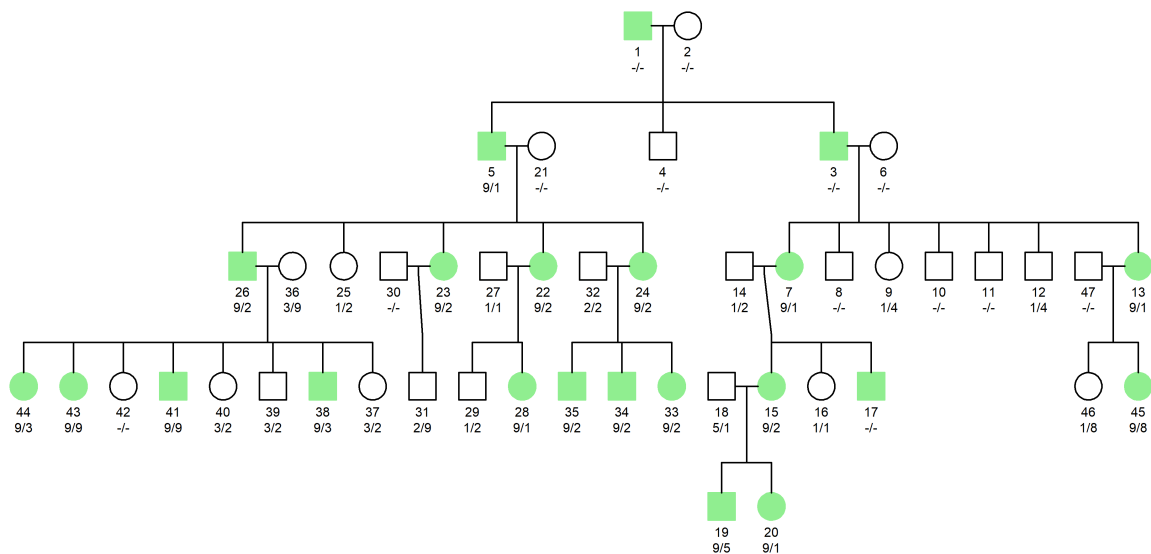 1 2
-/- -/-
5 21 4 3 6
9/1 -/- -/- -/- -/-
26 36 25 30 23 27 22 32 24 14 7 8 9 10 11 12 47 13
9/2 3/9 1/2 -/- 9/2 1/1 9/2 2/2 9/2 1/2 9/1 -/- 1/4 -/- -/- 1/4 -/- 9/1
44 43 42 41 40 39 38 37 31 29 28 35 34 33 18 15 16 17 46 45
9/3 9/9 -/- 9/9 3/2 3/2 9/3 3/2 2/9 1/2 9/1 9/2 9/2 9/2 5/1 9/2 1/1 -/- 1/8 9/8
19 20
9/5 9/1